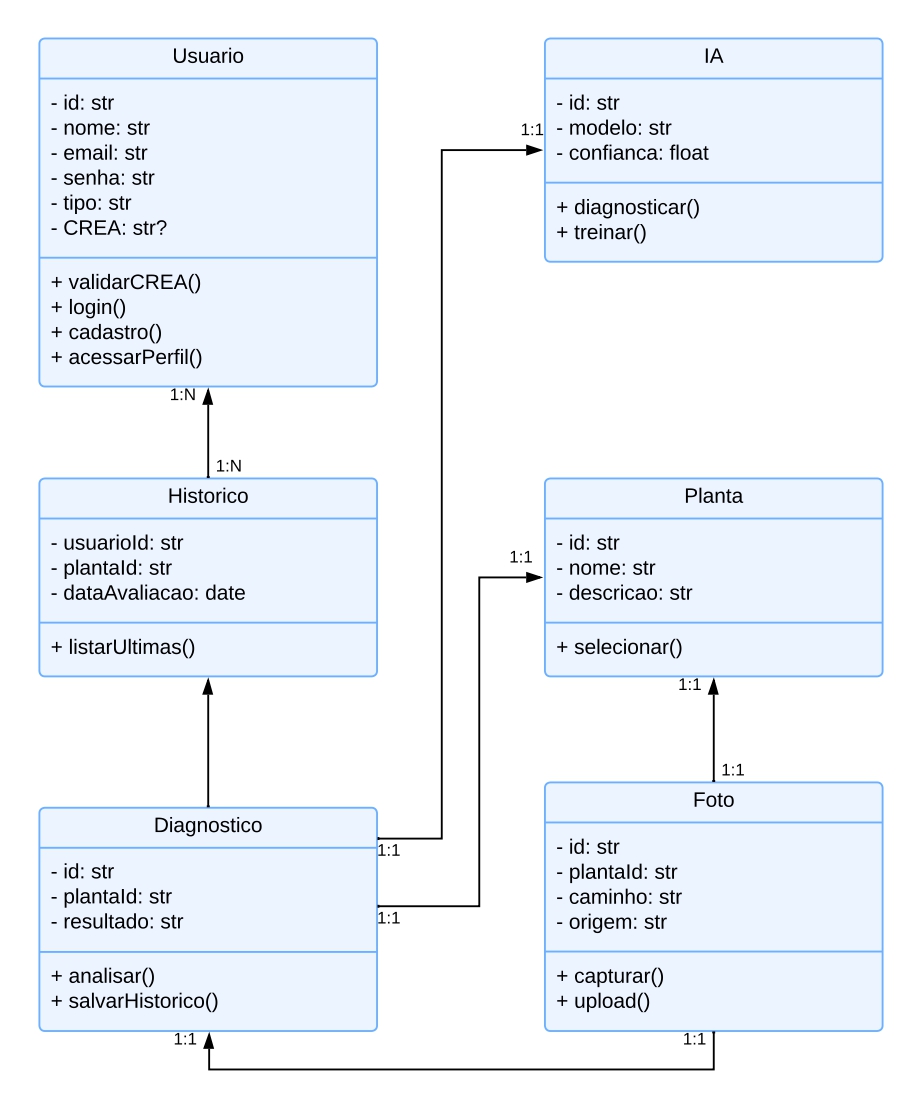 Usuario
- id: str
- nome: str
- email: str
- senha: str
- tipo: str
- CREA: str?
+ validarCREA()
+ login()
+ cadastro()
+ acessarPerfil()
1:N
1:N
IA
- id: str
- modelo: str
- confianca: float
+ diagnosticar()
+ treinar()
1:1
Historico
- usuarioId: str
- plantaId: str
- dataAvaliacao: date
+ listarUltimas()
Planta
- id: str
- nome: str
- descricao: str
+ selecionar()
1:1
1:1
1:1
Diagnostico
- id: str
- plantaId: str
- resultado: str
+ analisar()
+ salvarHistorico()
1:1
1:1
1:1
Foto
- id: str
- plantaId: str
- caminho: str
- origem: str
+ capturar()
+ upload()
1:1